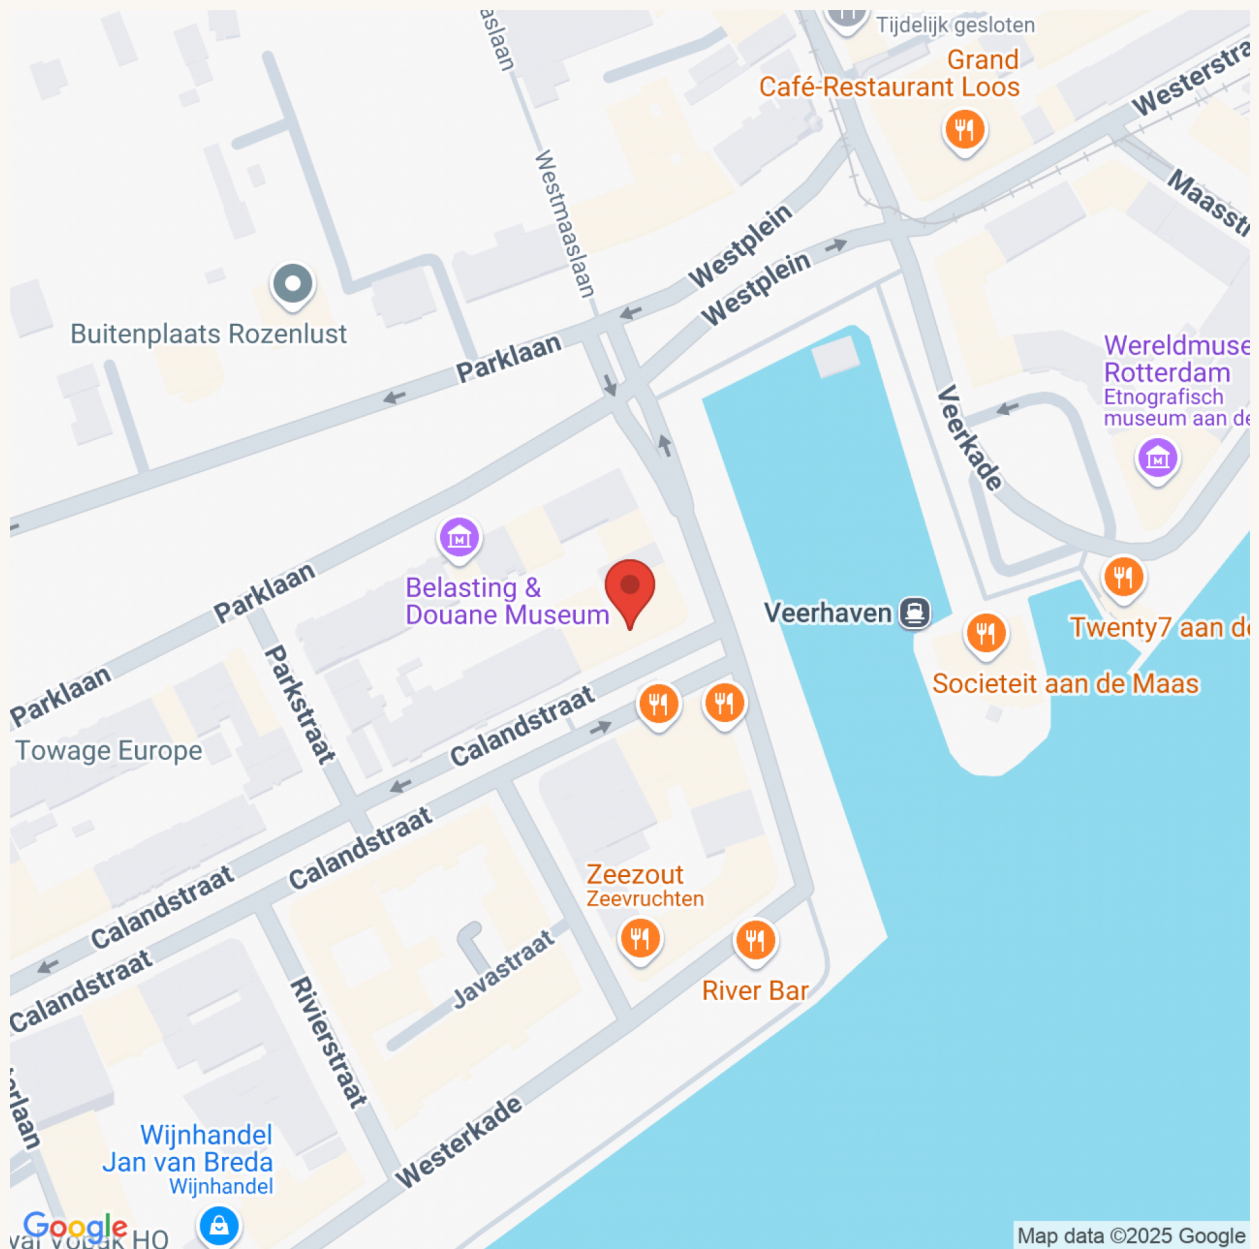 aslaan
Tijdelijk gesloten
Grand
Café-Restaurant Loos
Westerstra
Westmaaslaan
Maasstr
Westplein
Westplein
Buitenplaats Rozenlust
Parklaan
Wereldmuse
Rotterdam
Etnografisch
museum aan de
Veerkade
Belasting &
Douane Museum
Parklaan
Veerhaven
Twenty7 aan de
Societeit aan de Maas
Parklaan
Parkstraat
Calandstraat
Towage Europe
Calandstraat
Zeezout
Zeevruchten
Calandstraat
Javastraat
River Bar
Calandstraat
Rivierstraat
Westerkade
Wijnhandel
Jan van Breda
Wijnhandel
Google
Vopak HO
Map data ©2025 Google